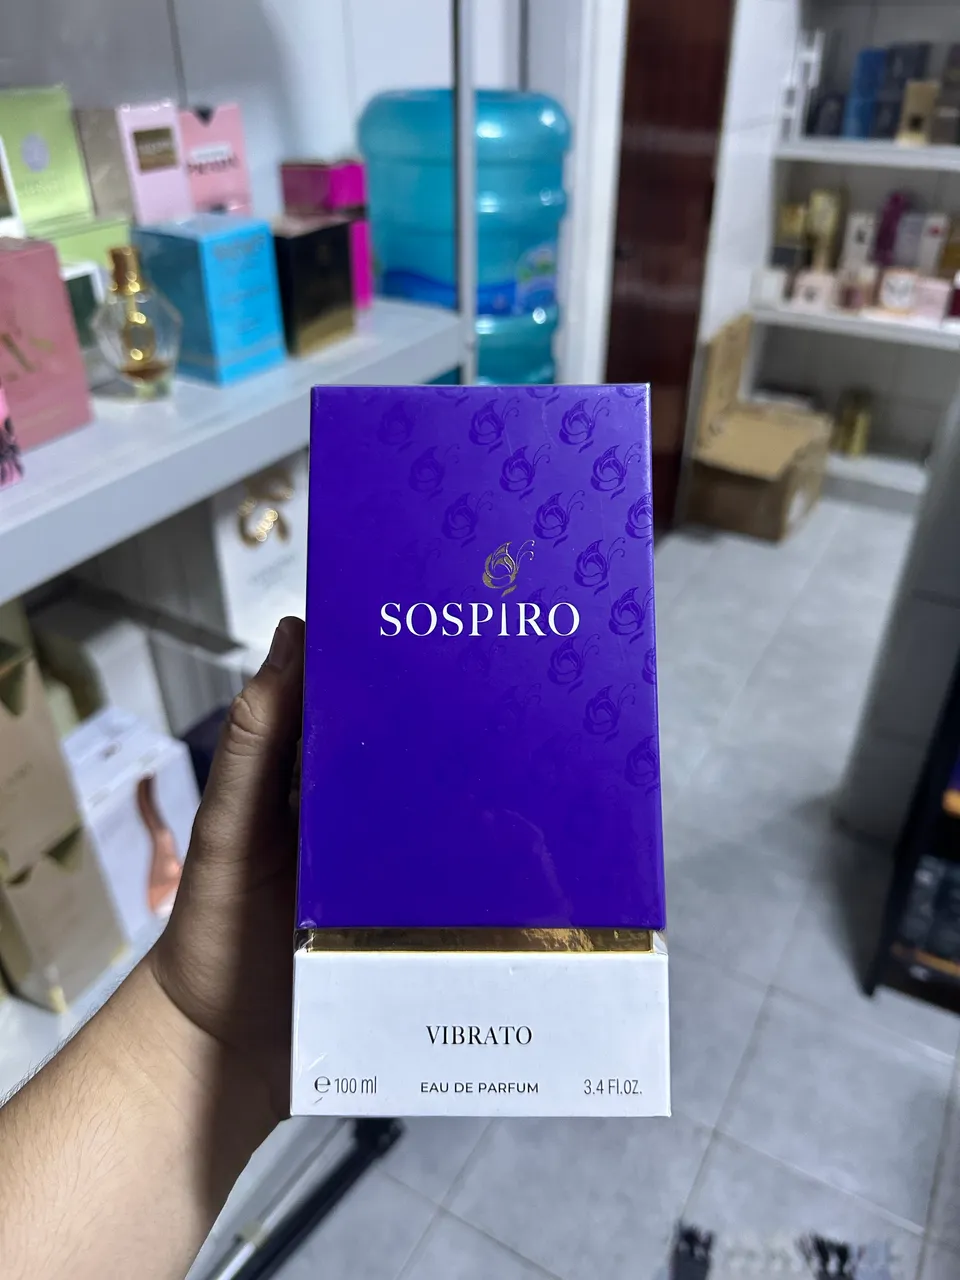 SOSPIRO
VIBRATO
℮ 100 ml
EAU DE PARFUM
3.4 Fl.oz.